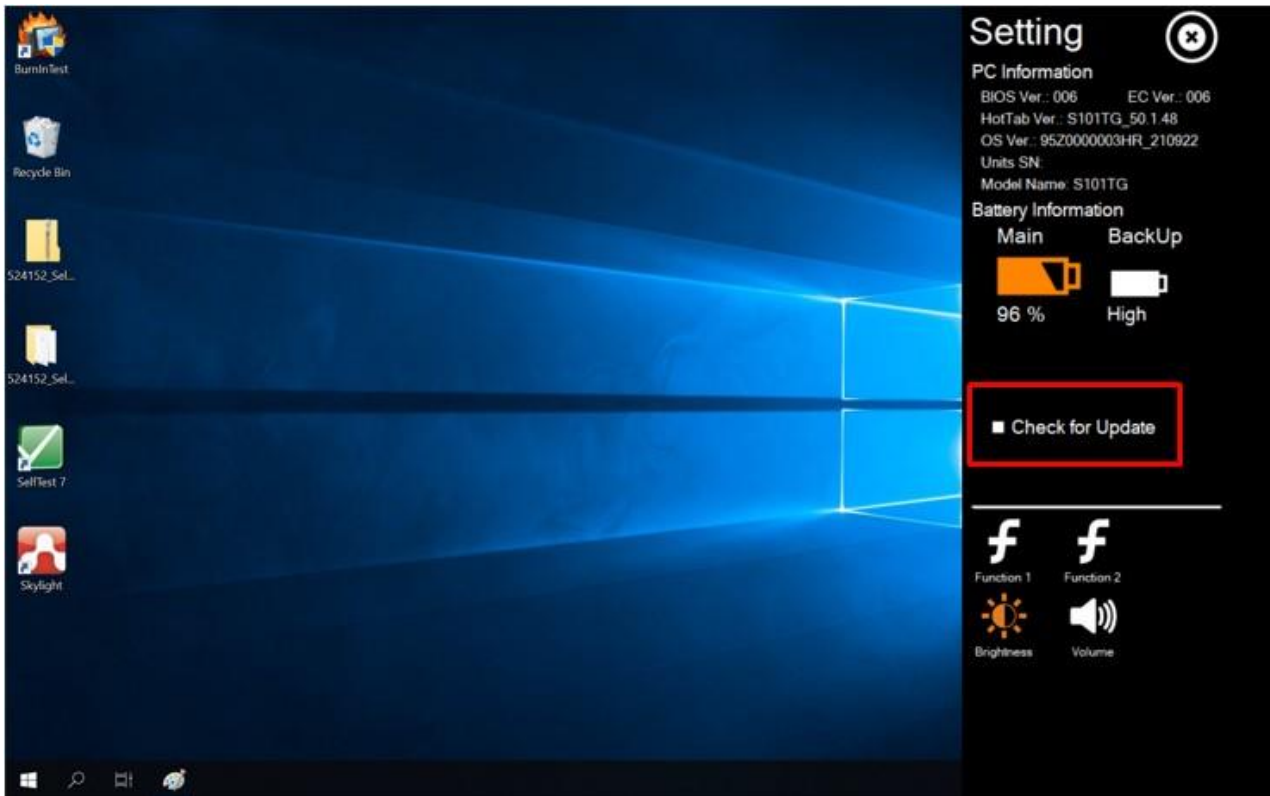 BurnInTest
Recycle Bin
524152_Sel...
524152_Sel...
SelfTest 7
Skylight
Setting
PC Information
BIOS Ver.: 006 EC Ver.: 006
HotTab Ver.: S101TG_50.1.48
OS Ver.: 95Z0000003HR_210922
Units SN:
Model Name: S101TG
Battery Information
Main BackUp
96 % High
Check for Update
Function 1 Function 2
Brightness Volume